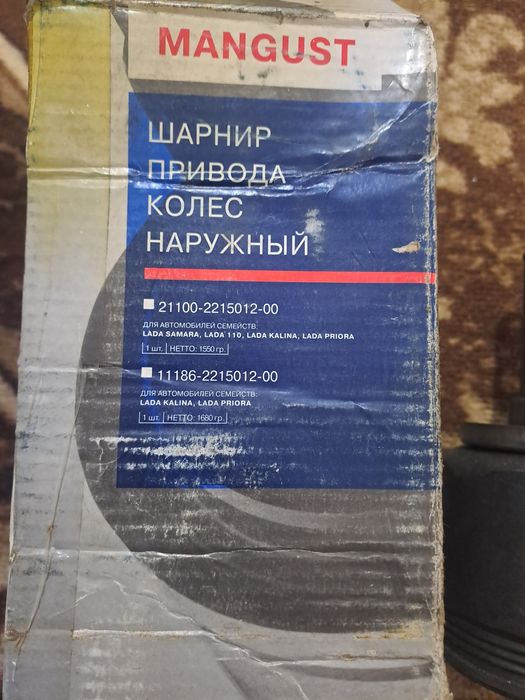 MANGUST
ШАРНИР
ПРИВОДА
КОЛЕС
НАРУЖНЫЙ
21100-2215012-00
ДЛЯ АВТОМОБИЛЕЙ СЕМЕЙСТВ:
LADA SAMARA, LADA 110, LADA KALINA, LADA PRIORA
1 шт. НЕТТО: 1550 гр.
11186-2215012-00
ДЛЯ АВТОМОБИЛЕЙ СЕМЕЙСТВ:
LADA KALINA, LADA PRIORA
1 шт. НЕТТО: 1680 гр.